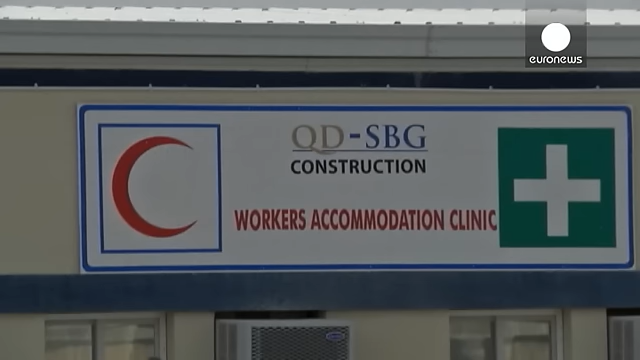 euronews
QD-SBG
CONSTRUCTION
WORKERS ACCOMMODATION CLINIC